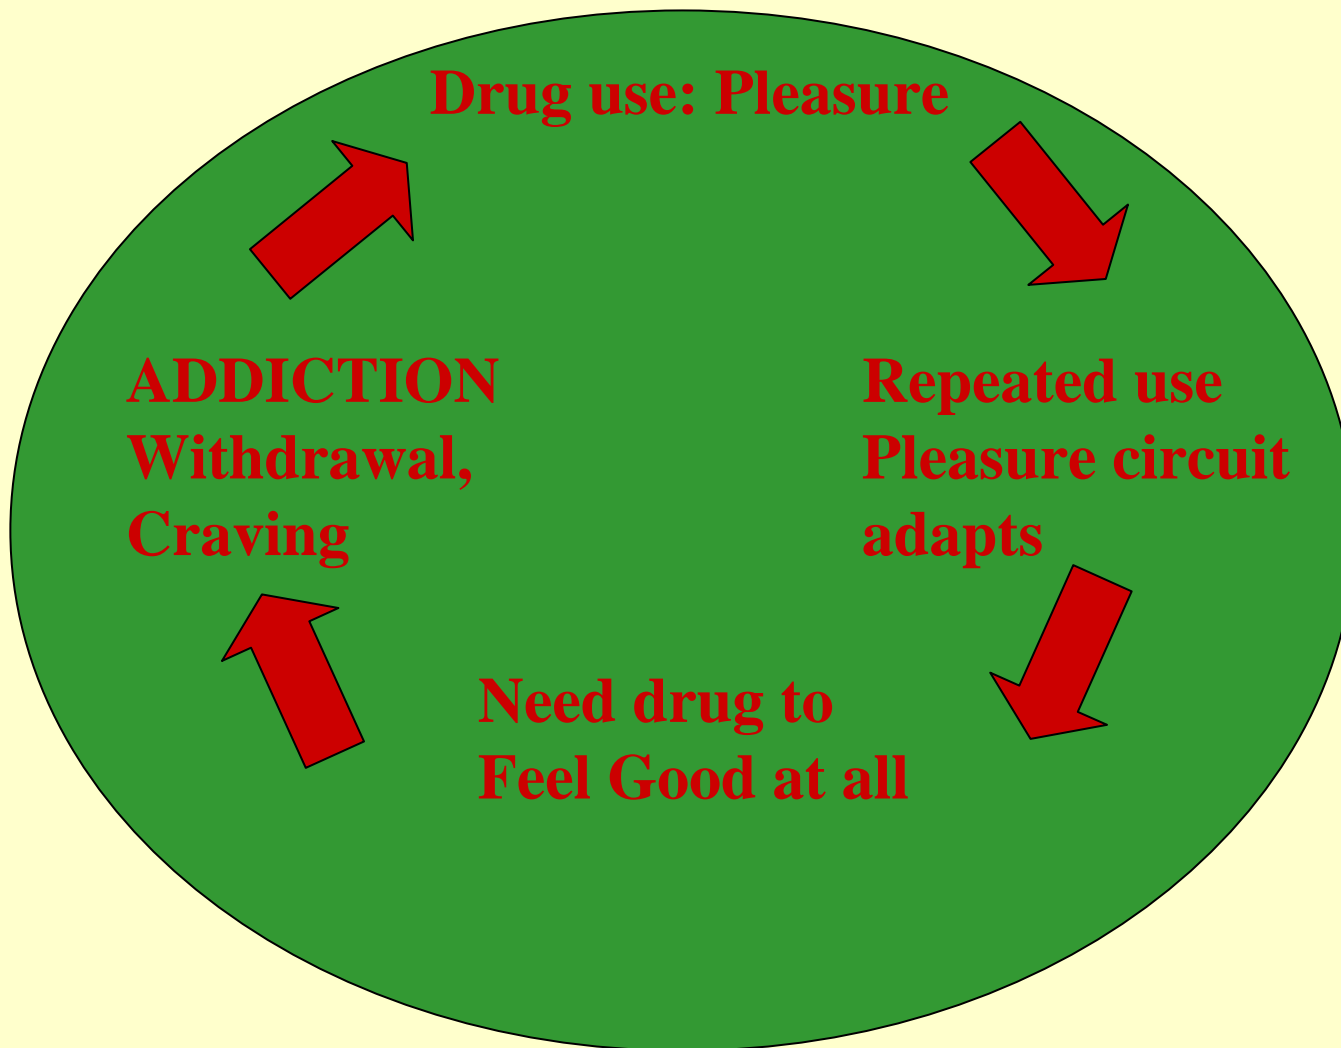 Drug use: Pleasure
ADDICTION
Withdrawal,
Craving
Repeated use
Pleasure circuit
adapts
Need drug to
Feel Good at all